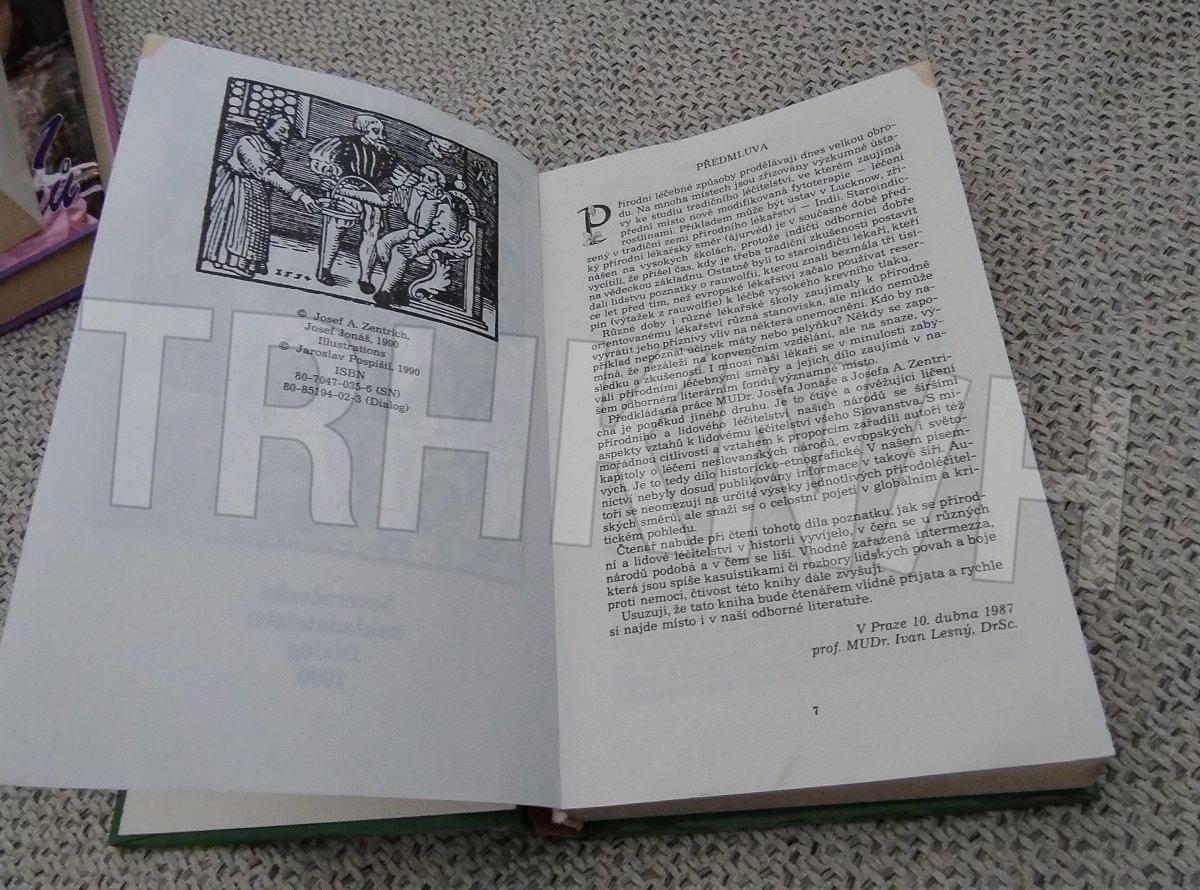 1554
© Josef A. Zentrich,
Josef Jonáš, 1990
Illustrations
© Jaroslav Pospíšil, 1990
ISBN
80-7047-035-6 (SN)
80-85194-02-3 (Dialog)
PŘEDMLUVA
Přírodní léčebné způsoby prodělávají dnes velkou obro-
du. Na mnoha místech jsou zřizovány výzkumné ústa-
vy ke studiu tradičního léčitelství, ve kterém zaujímá
přední místo nově modifikovaná fytoterapie — léčení
rostlinami. Příkladem může být ústav v Lucknow, zří-
zený v tradiční zemi přírodního lékařství — Indii. Staroindic-
ký přírodní lékařský směr (ájurvéd) je v současné době před-
nášen na vysokých školách, protože indičtí odborníci dobře
vycítili, že přišel čas, kdy je třeba tradiční zkušenosti postavit
na vědeckou základnu. Ostatně byli to staroindičtí lékaři, kteří
dali lidstvu poznatky o rauwolfii, kterou znali bezmála tři tisí-
ce let před tím, než evropské lékařství začalo používat reser-
pin (výtažek z rauwolfie) k léčbě vysokého krevního tlaku.
Různé doby i různé lékařské školy zaujímaly k přírodně
orientovanému lékařství různá stanoviska, ale nikdo nemůže
vyvrátit jeho příznivý vliv na některá onemocnění. Kdo by na-
příklad nepoznal účinek máty nebo pelyňku? Někdy se zapo-
míná, že nezáleží na konvenčním vzdělání, ale na snaze, vý-
sledku a zkušenosti. I mnozí naši lékaři se v minulosti zabý-
vali přírodními léčebnými směry a jejich dílo zaujímá v na-
šem odborném literárním fondu významné místo.
Předkládaná práce MUDr. Josefa Jonáše a Josefa A. Zentri-
cha je poněkud jiného druhu. Je to čtivé a osvěžující líčení
přírodního a lidového léčitelství našich národů se širšími
aspekty vztahů k lidovému léčitelství všeho Slovanstva. S mi-
mořádnou citlivostí a vztahem k proporcím zařadili autoři též
kapitoly o léčení neslovanských národů, evropských i světo-
vých. Je to tedy dílo historicko-etnografické. V našem písem-
nictví nebyly dosud publikovány informace v takové šíři. Au-
toři se neomezují na určité výseky jednotlivých přírodoléčitel-
ských směrů, ale snaží se o celostní pojetí v globálním a kri-
tickém pohledu.
Čtenář nabude při čtení tohoto díla poznatku, jak se přírod-
ní a lidové léčitelství v historii vyvíjelo, v čem se u různých
národů podobá a v čem se liší. Vhodně zařazená intermezza,
která jsou spíše kasuistikami či rozbory lidských povah a boje
proti nemoci, čtivost této knihy dále zvyšují.
Usuzuji, že tato kniha bude čtenářem vlídně přijata a rychle
si najde místo i v naší odborné literatuře.
V Praze 10. dubna 1987
prof. MUDr. Ivan Lesný, DrSc.
7